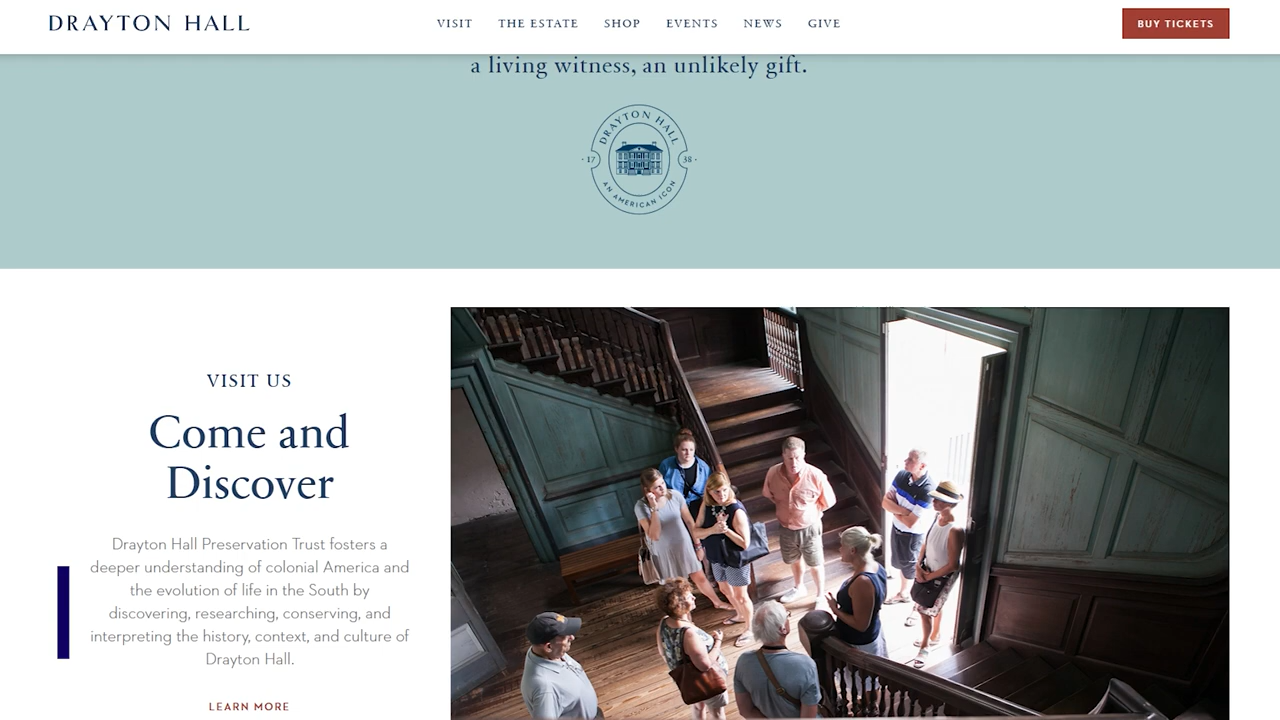 DRAYTON HALL
VISIT THE ESTATE SHOP EVENTS NEWS GIVE
BUY TICKETS
a living witness, an unlikely gift.
DRAYTON HALL
· 17 38 ·
AN AMERICAN ICON
VISIT US
Come and
Discover
Drayton Hall Preservation Trust fosters a
deeper understanding of colonial America and
the evolution of life in the South by
discovering, researching, conserving, and
interpreting the history, context, and culture of
Drayton Hall.
LEARN MORE